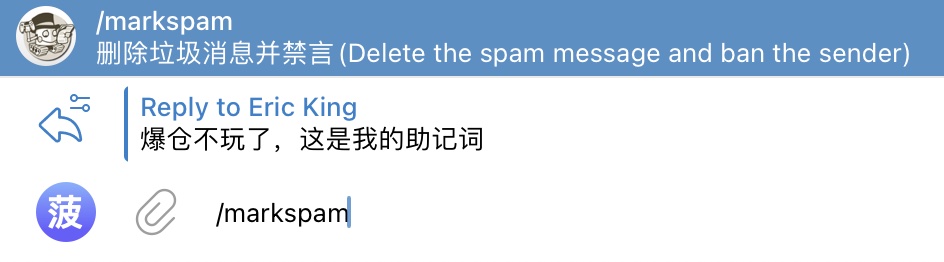 /markspam
删除垃圾消息并禁言(Delete the spam message and ban the sender)
Reply to Eric King
爆仓不玩了，这是我的助记词
菠
/markspam